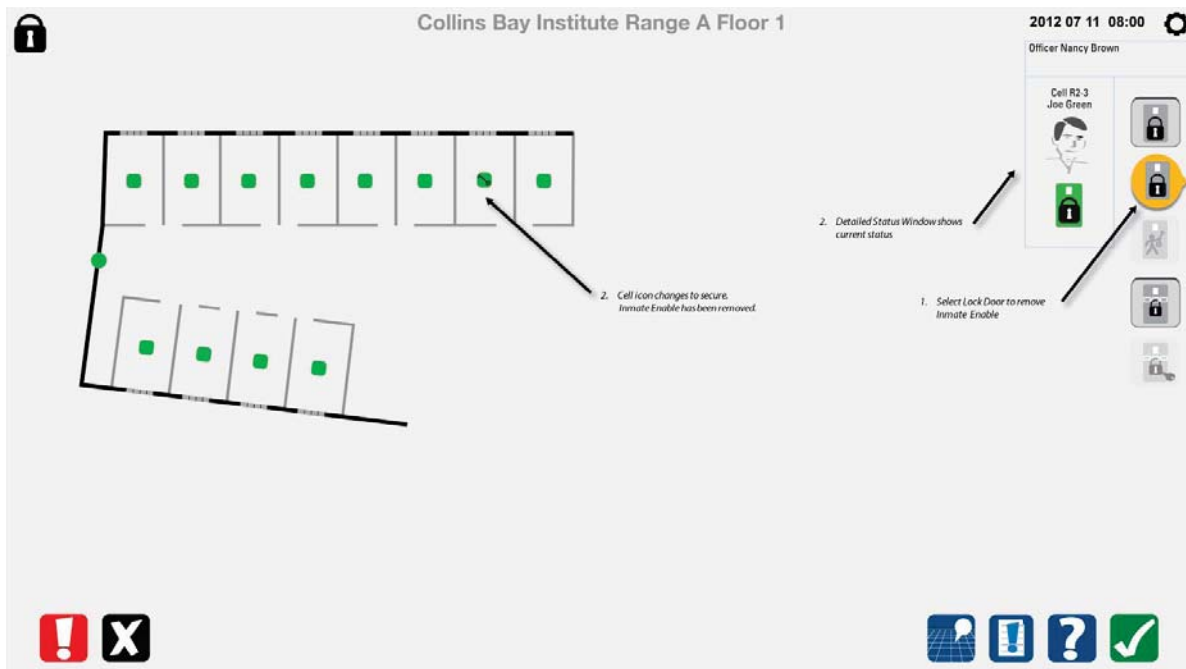 Collins Bay Institute Range A Floor 1
2012 07 11 08:00
Officer Nancy Brown
Cell R2-3
Joe Green
2. Detailed Status Window shows
current status
2. Cell icon changes to secure.
Inmate Enable has been removed.
1. Select Lock Door to remove
Inmate Enable